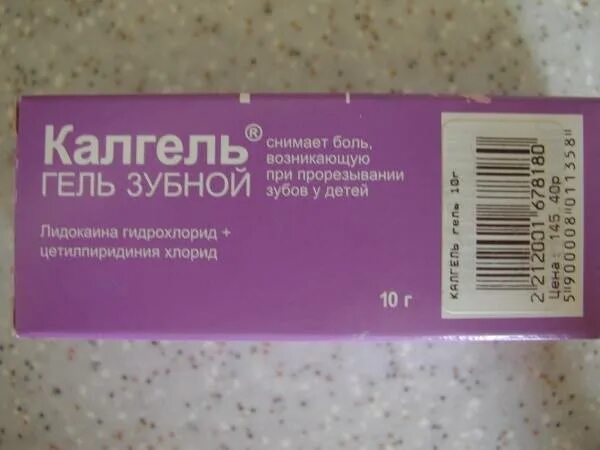 Калгель®
ГЕЛЬ ЗУБНОЙ
снимает боль,
возникающую
при прорезывании
зубов у детей
Лидокаина гидрохлорид +
цетилпиридиния хлорид
10 г
КАЛГЕЛЬ гель 10г
2"212001"678180"
Цена: 145.40р
5"900008"011358"